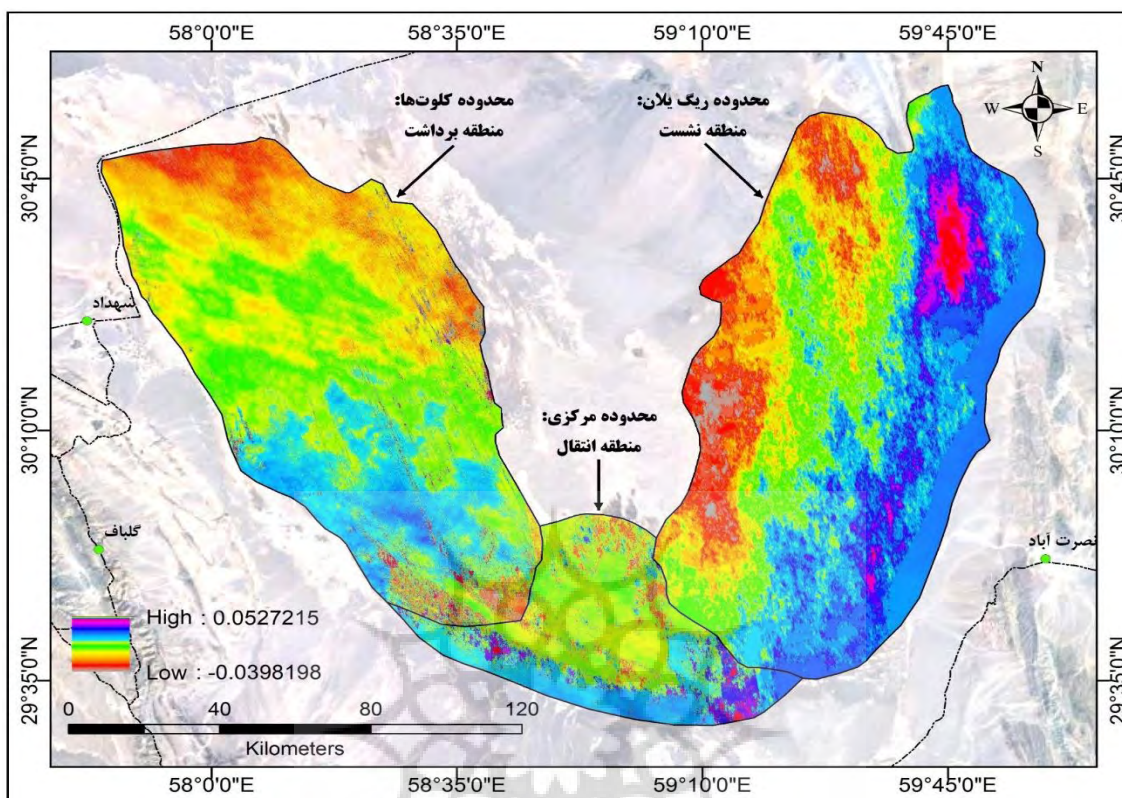 58°0'0"E 58°35'0"E 59°10'0"E 59°45'0"E
N
W E
S
محدوده کلوت‌ها:
منطقه برداشت
محدوده ریگ یلان:
منطقه نشست
30°45'0"N
30°45'0"N
شهداد
30°10'0"N
30°10'0"N
محدوده مرکزی:
منطقه انتقال
گلباف
نصرت آباد
High : 0.0527215
Low : -0.0398198
29°35'0"N
29°35'0"N
0 40 80 120
Kilometers
58°0'0"E 58°35'0"E 59°10'0"E 59°45'0"E